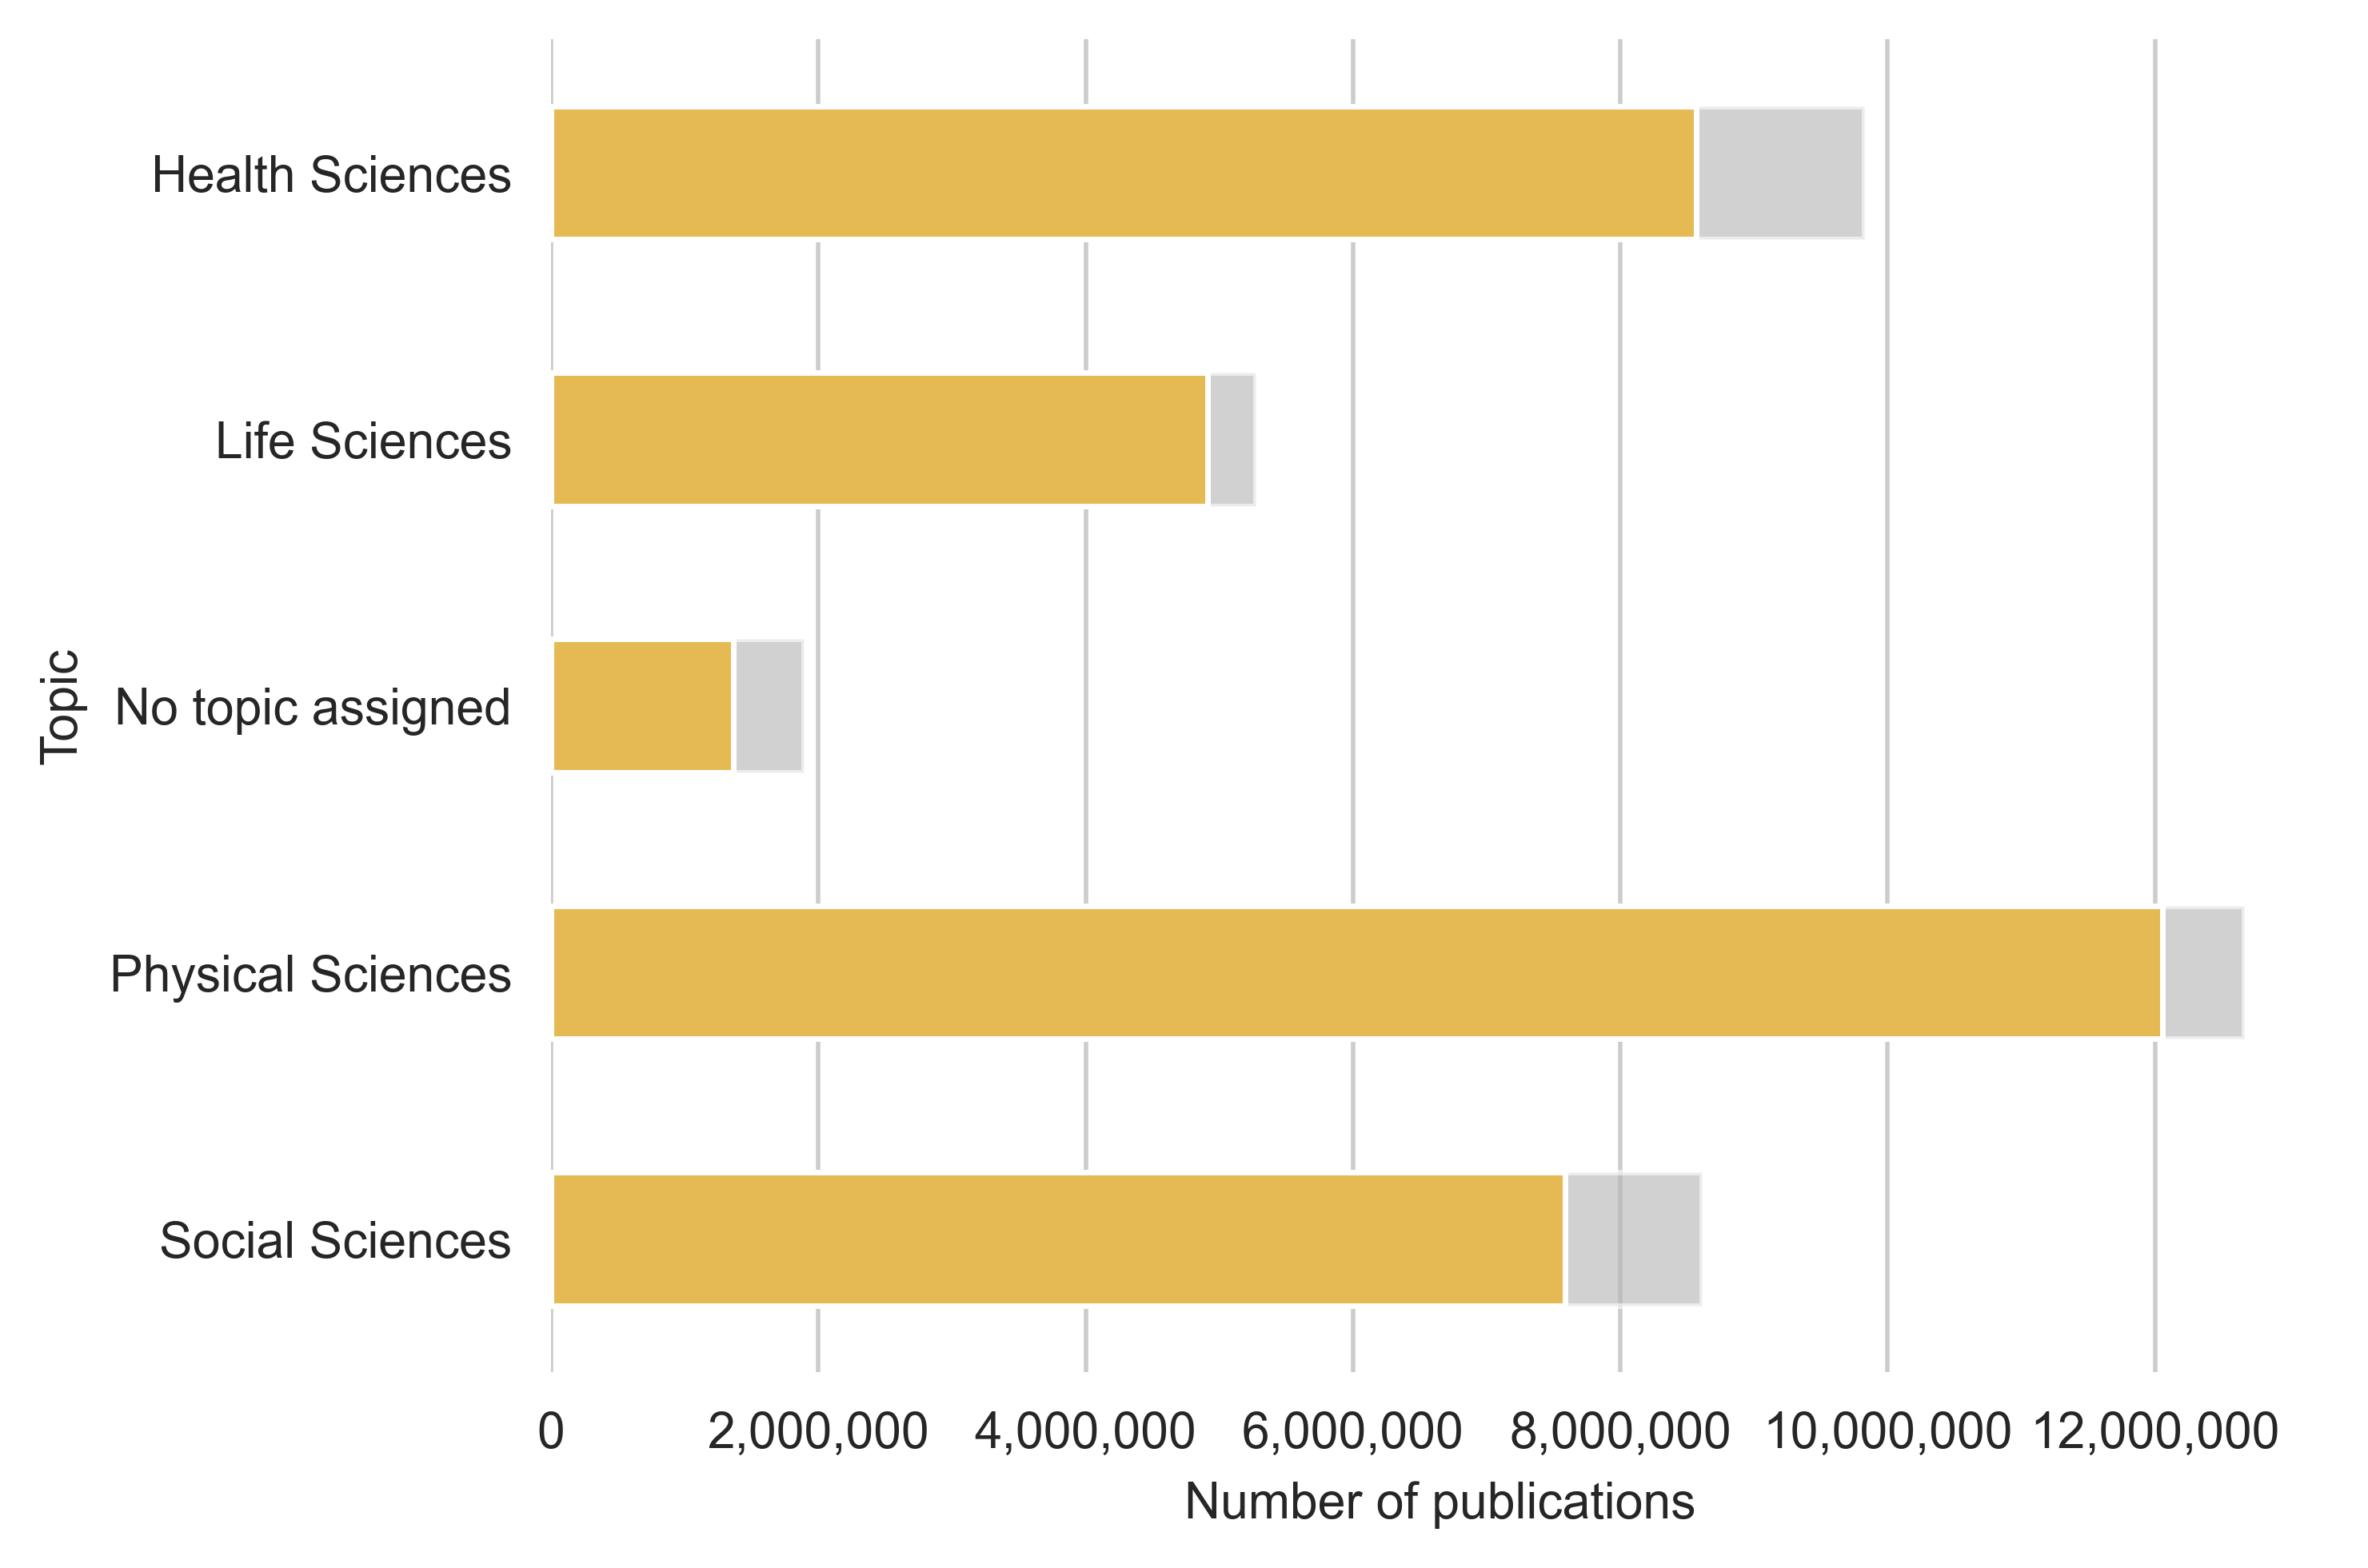 Health Sciences
Life Sciences
No topic assigned
Physical Sciences
Social Sciences
Topic
0 2,000,000 4,000,000 6,000,000 8,000,000 10,000,000 12,000,000
Number of publications